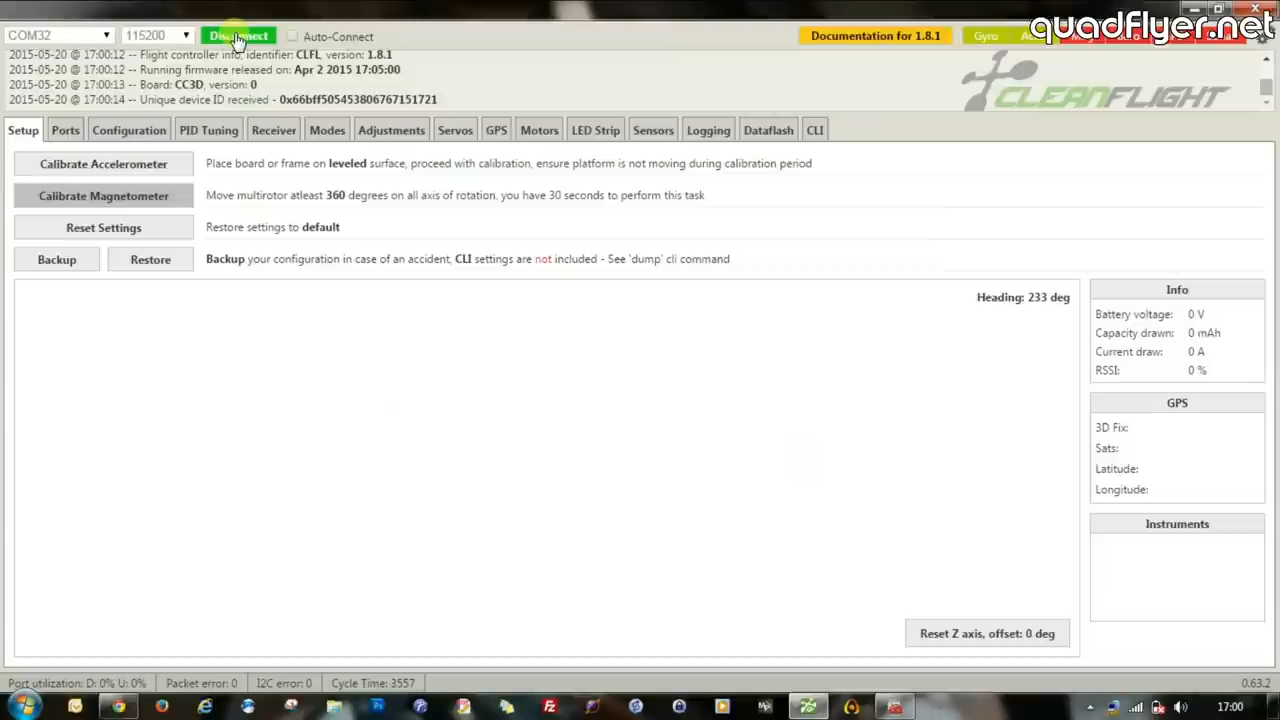 quadflyer.net
COM32 115200 Disconnect Auto-Connect Documentation for 1.8.1 Gyro
2015-05-20 @ 17:00:12 -- Flight controller info, identifier: CLFL, version: 1.8.1
2015-05-20 @ 17:00:12 -- Running firmware released on: Apr 2 2015 17:05:00
2015-05-20 @ 17:00:13 -- Board: CC3D, version: 0
2015-05-20 @ 17:00:14 -- Unique device ID received - 0x66bff505453806767151721
CLEANFLIGHT
Setup Ports Configuration PID Tuning Receiver Modes Adjustments Servos GPS Motors LED Strip Sensors Logging Dataflash CLI
Calibrate Accelerometer Place board or frame on leveled surface, proceed with calibration, ensure platform is not moving during calibration period
Calibrate Magnetometer Move multirotor atleast 360 degrees on all axis of rotation, you have 30 seconds to perform this task
Reset Settings Restore settings to default
Backup Restore Backup your configuration in case of an accident, CLI settings are not included - See 'dump' cli command
Heading: 233 deg
Info
Battery voltage: 0 V
Capacity drawn: 0 mAh
Current draw: 0 A
RSSI: 0 %
GPS
3D Fix:
Sats:
Latitude:
Longitude:
Instruments
Reset Z axis, offset: 0 deg
Port utilization: D: 0% U: 0% Packet error: 0 I2C error: 0 Cycle Time: 3557 0.63.2
17:00